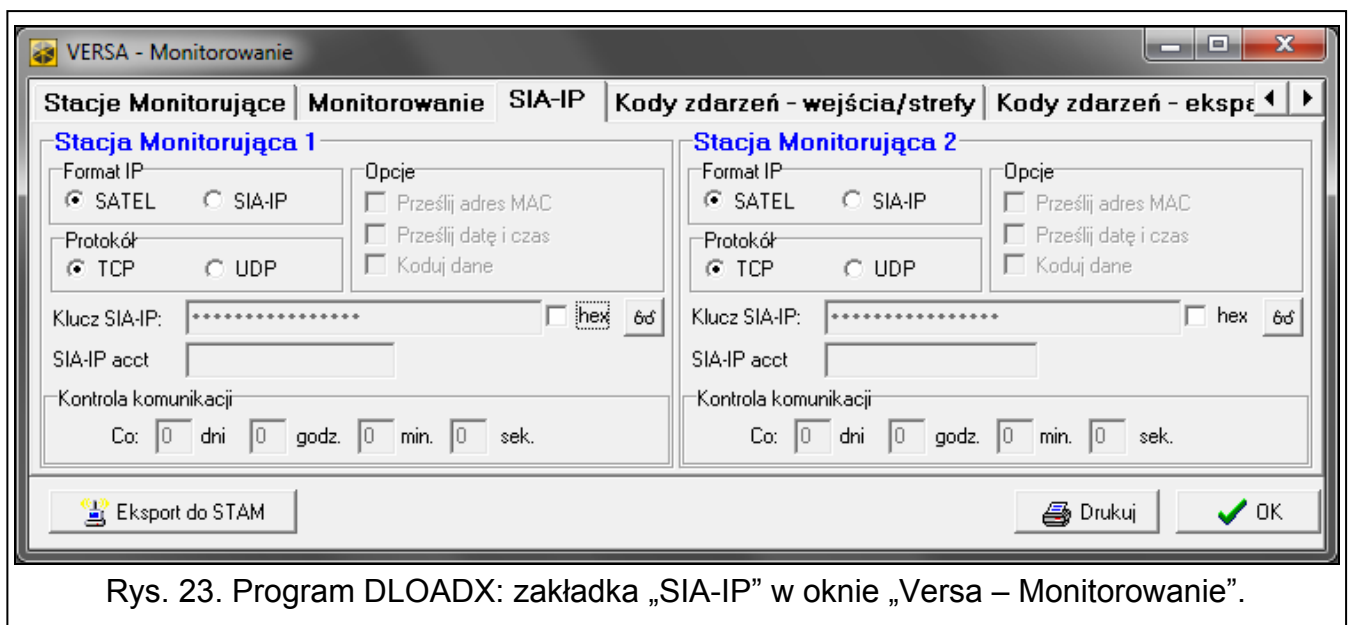 VERSA - Monitorowanie
Stacje Monitorujące Monitorowanie SIA-IP Kody zdarzeń - wejścia/strefy Kody zdarzeń - ekspa
Stacja Monitorująca 1
Format IP
SATEL SIA-IP
Protokół
TCP UDP
Opcje
Prześlij adres MAC
Prześlij datę i czas
Koduj dane
Klucz SIA-IP: **************** hex
SIA-IP acct
Kontrola komunikacji
Co: 0 dni 0 godz. 0 min. 0 sek.
Stacja Monitorująca 2
Format IP
SATEL SIA-IP
Protokół
TCP UDP
Opcje
Prześlij adres MAC
Prześlij datę i czas
Koduj dane
Klucz SIA-IP: **************** hex
SIA-IP acct
Kontrola komunikacji
Co: 0 dni 0 godz. 0 min. 0 sek.
Eksport do STAM Drukuj OK
Rys. 23. Program DLOADX: zakładka „SIA-IP” w oknie „Versa – Monitorowanie”.